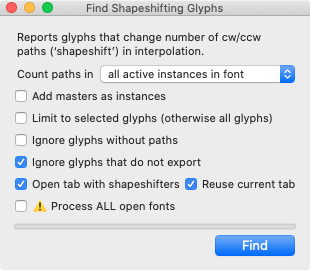 Find Shapeshifting Glyphs
Reports glyphs that change number of cw/ccw
paths (‘shapeshift’) in interpolation.
Count paths in all active instances in font
Add masters as instances
Limit to selected glyphs (otherwise all glyphs)
Ignore glyphs without paths
Ignore glyphs that do not export
Open tab with shapeshifters Reuse current tab
⚠️ Process ALL open fonts
Find